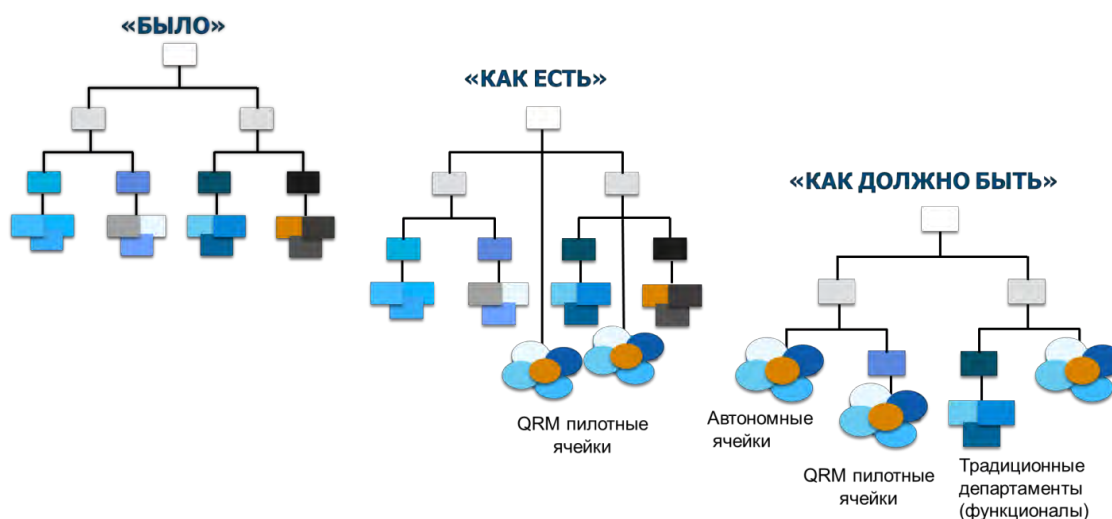 «БЫЛО»
«КАК ЕСТЬ»
«КАК ДОЛЖНО БЫТЬ»
QRM пилотные
ячейки
Автономные
ячейки
QRM пилотные
ячейки
Традиционные
департаменты
(функционалы)